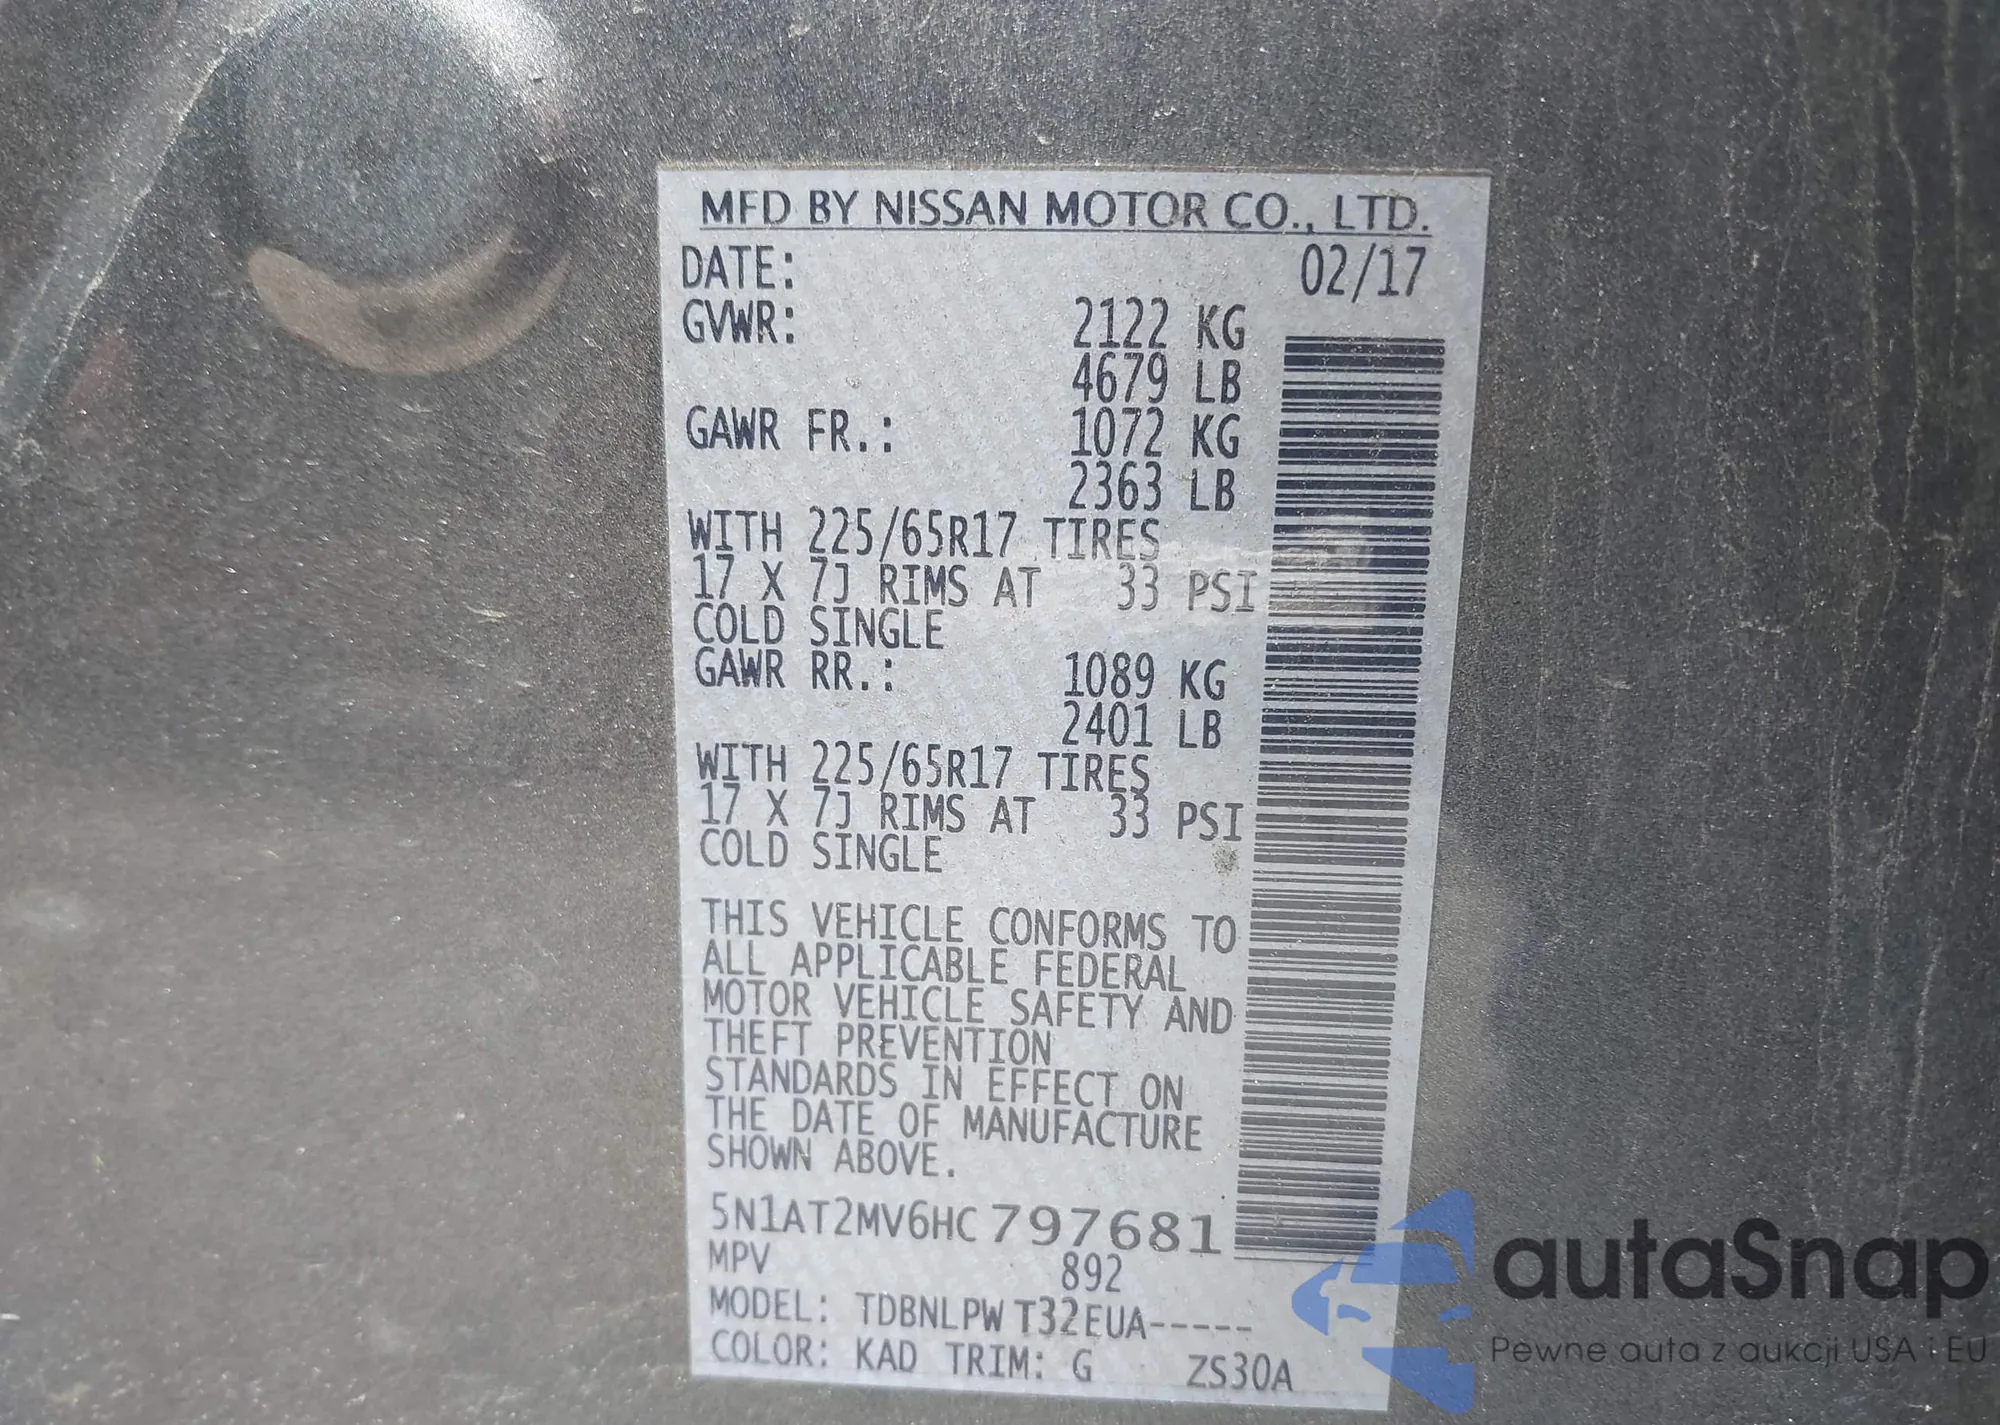 MFD BY NISSAN MOTOR CO., LTD.
DATE: 02/17
GVWR: 2122 KG
4679 LB
GAWR FR.: 1072 KG
2363 LB
WITH 225/65R17 TIRES
17 X 7J RIMS AT 33 PSI
COLD SINGLE
GAWR RR.: 1089 KG
2401 LB
WITH 225/65R17 TIRES
17 X 7J RIMS AT 33 PSI
COLD SINGLE
THIS VEHICLE CONFORMS TO
ALL APPLICABLE FEDERAL
MOTOR VEHICLE SAFETY AND
THEFT PREVENTION
STANDARDS IN EFFECT ON
THE DATE OF MANUFACTURE
SHOWN ABOVE.
5N1AT2MV6HC797681
MPV 892
MODEL: TDBNLPW T32EUA-----
COLOR: KAD TRIM: G ZS30A
autaSnap
Pewne auta z aukcji USA i EU